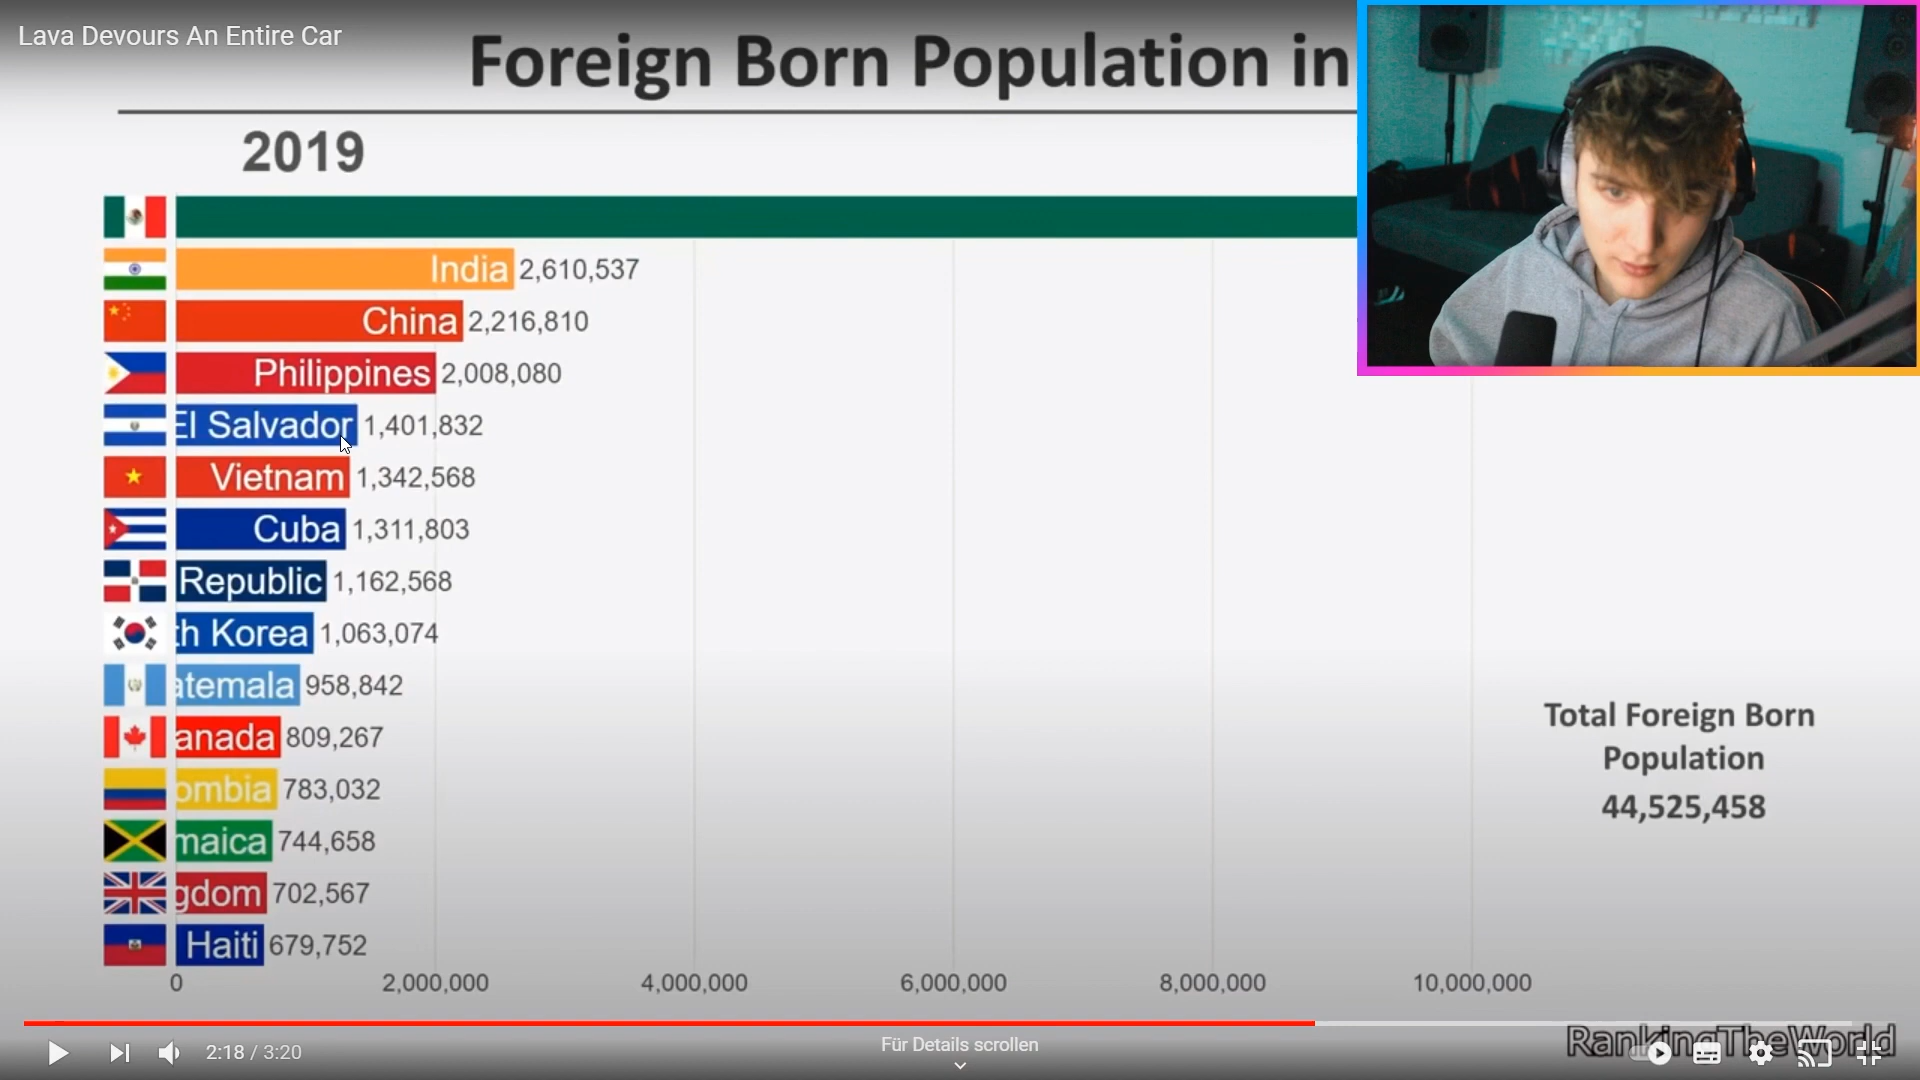 Lava Devours An Entire Car
Foreign Born Population in
2019
India 2,610,537
China 2,216,810
Philippines 2,008,080
El Salvador 1,401,832
Vietnam 1,342,568
Cuba 1,311,803
Republic 1,162,568
th Korea 1,063,074
atemala 958,842
anada 809,267
ombia 783,032
maica 744,658
gdom 702,567
Haiti 679,752
Total Foreign Born
Population
44,525,458
0 2,000,000 4,000,000 6,000,000 8,000,000 10,000,000
RankingTheWorld
2:18 / 3:20
Für Details scrollen